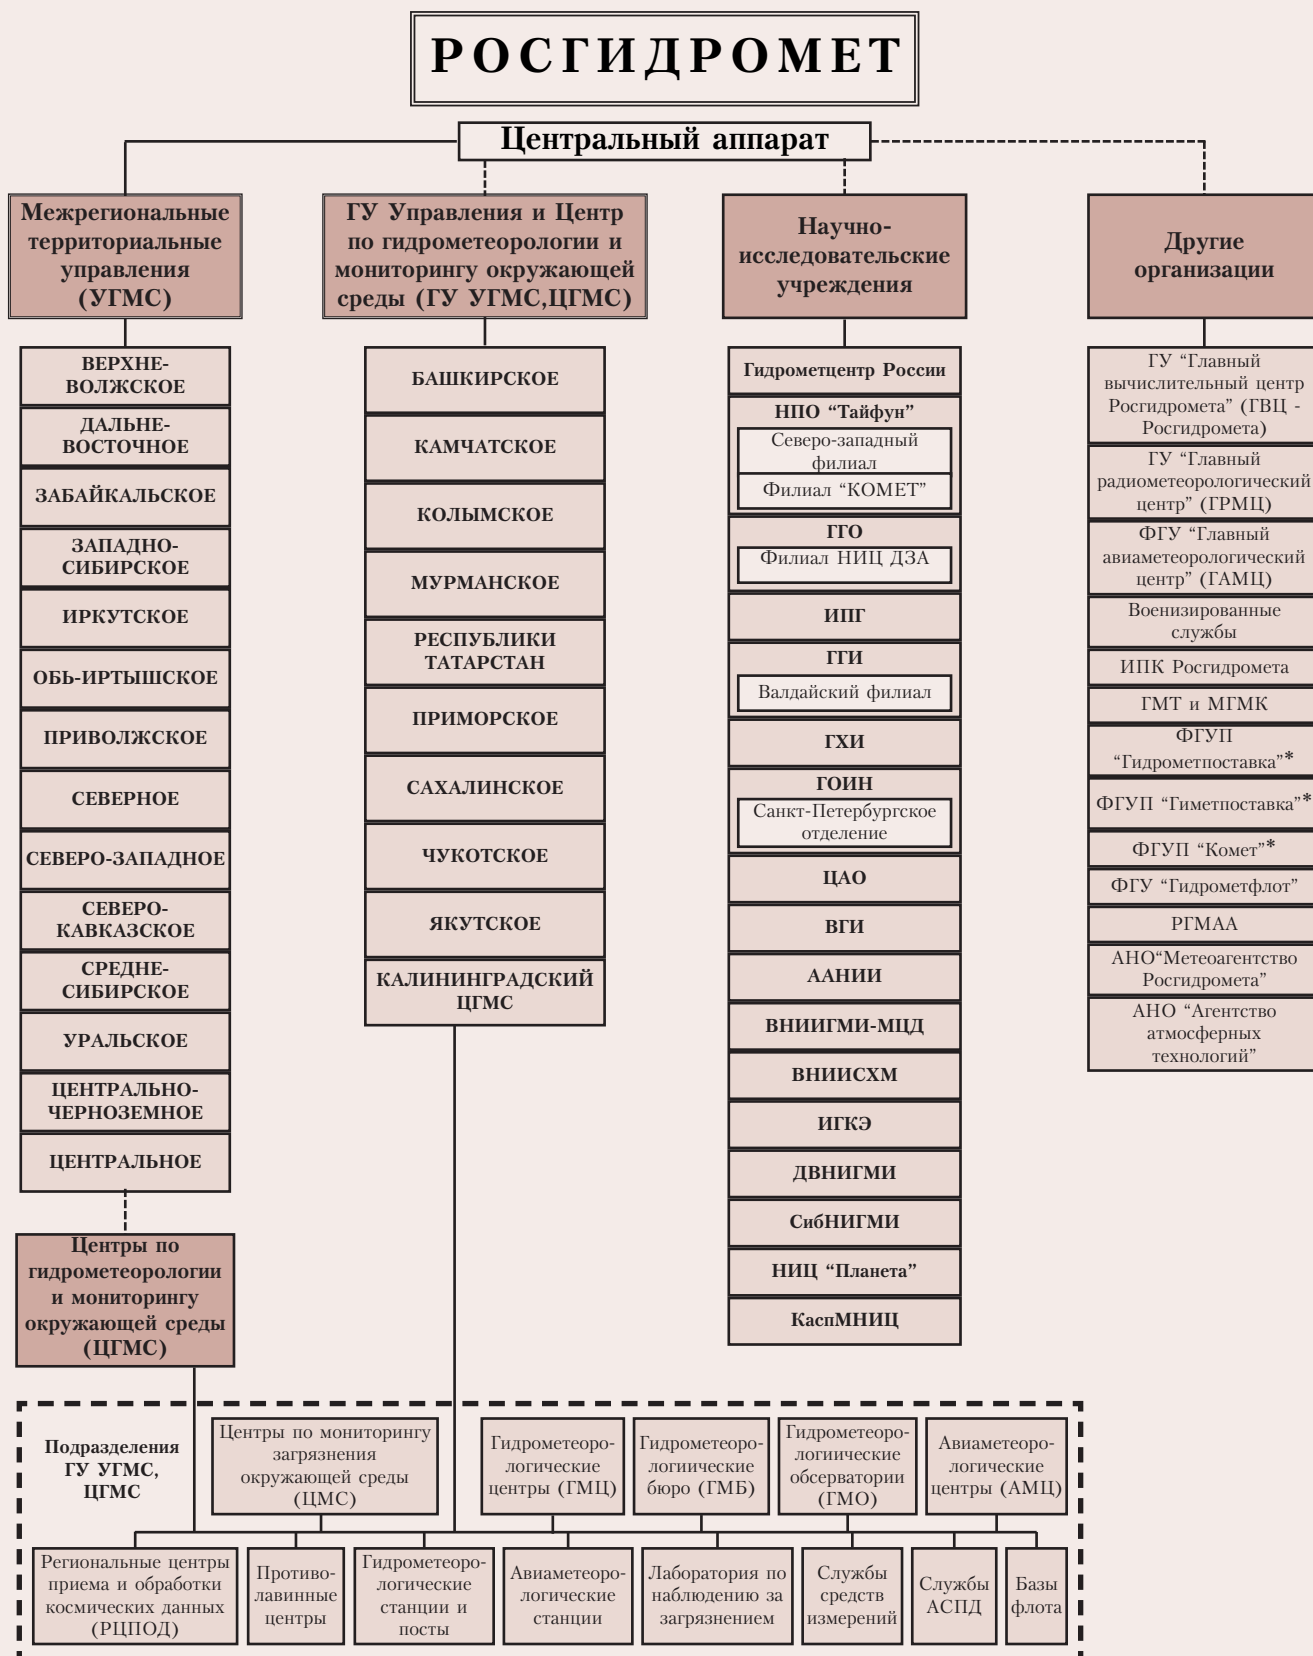 РОСГИДРОМЕТ
Центральный аппарат
Межрегиональные
территориальные
управления
(УГМС)
ВЕРХНЕ-
ВОЛЖСКОЕ
ДАЛЬНЕ-
ВОСТОЧНОЕ
ЗАБАЙКАЛЬСКОЕ
ЗАПАДНО-
СИБИРСКОЕ
ИРКУТСКОЕ
ОБЬ-ИРТЫШСКОЕ
ПРИВОЛЖСКОЕ
СЕВЕРНОЕ
СЕВЕРО-ЗАПАДНОЕ
СЕВЕРО-
КАВКАЗСКОЕ
СРЕДНЕ-
СИБИРСКОЕ
УРАЛЬСКОЕ
ЦЕНТРАЛЬНО-
ЧЕРНОЗЕМНОЕ
ЦЕНТРАЛЬНОЕ
Центры по
гидрометеорологии
и мониторингу
окружающей среды
(ЦГМС)
ГУ Управления и Центр
по гидрометеорологии и
мониторингу окружающей
среды (ГУ УГМС,ЦГМС)
БАШКИРСКОЕ
КАМЧАТСКОЕ
КОЛЫМСКОЕ
МУРМАНСКОЕ
РЕСПУБЛИКИ
ТАТАРСТАН
ПРИМОРСКОЕ
САХАЛИНСКОЕ
ЧУКОТСКОЕ
ЯКУТСКОЕ
КАЛИНИНГРАДСКИЙ
ЦГМС
Научно-
исследовательские
учреждения
Гидрометцентр России
НПО “Тайфун”
Северо-западный
филиал
Филиал “КОМЕТ”
ГГО
Филиал НИЦ ДЗА
ИПГ
ГГИ
Валдайский филиал
ГХИ
ГОИН
Санкт-Петербургское
отделение
ЦАО
ВГИ
ААНИИ
ВНИИГМИ-МЦД
ВНИИСХМ
ИГКЭ
ДВНИГМИ
СибНИГМИ
НИЦ “Планета”
КаспМНИЦ
Другие
организации
ГУ “Главный
вычислительный центр
Росгидромета” (ГВЦ -
Росгидромета)
ГУ “Главный
радиометеорологический
центр” (ГРМЦ)
ФГУ “Главный
авиаметеорологический
центр” (ГАМЦ)
Военизированные
службы
ИПК Росгидромета
ГМТ и МГМК
ФГУП
“Гидрометпоставка”*
ФГУП “Гиметпоставка”*
ФГУП “Комет”*
ФГУ “Гидрометфлот”
РГМАА
АНО“Метеоагентство
Росгидромета”
АНО “Агентство
атмосферных
технологий”
Подразделения
ГУ УГМС,
ЦГМС
Центры по мониторингу
загрязнения
окружающей среды
(ЦМС)
Гидрометеоро-
логические
центры (ГМЦ)
Гидрометеоро-
логиические
бюро (ГМБ)
Гидрометеоро-
логиические
обсерватории
(ГМО)
Авиаметеоро-
логические
центры (АМЦ)
Региональные центры
приема и обработки
космических данных
(РЦПОД)
Противо-
лавинные
центры
Гидрометеоро-
логические
станции и
посты
Авиаметеоро-
логические
станции
Лаборатория по
наблюдению за
загрязнением
Службы
средств
измерений
Службы
АСПД
Базы
флота